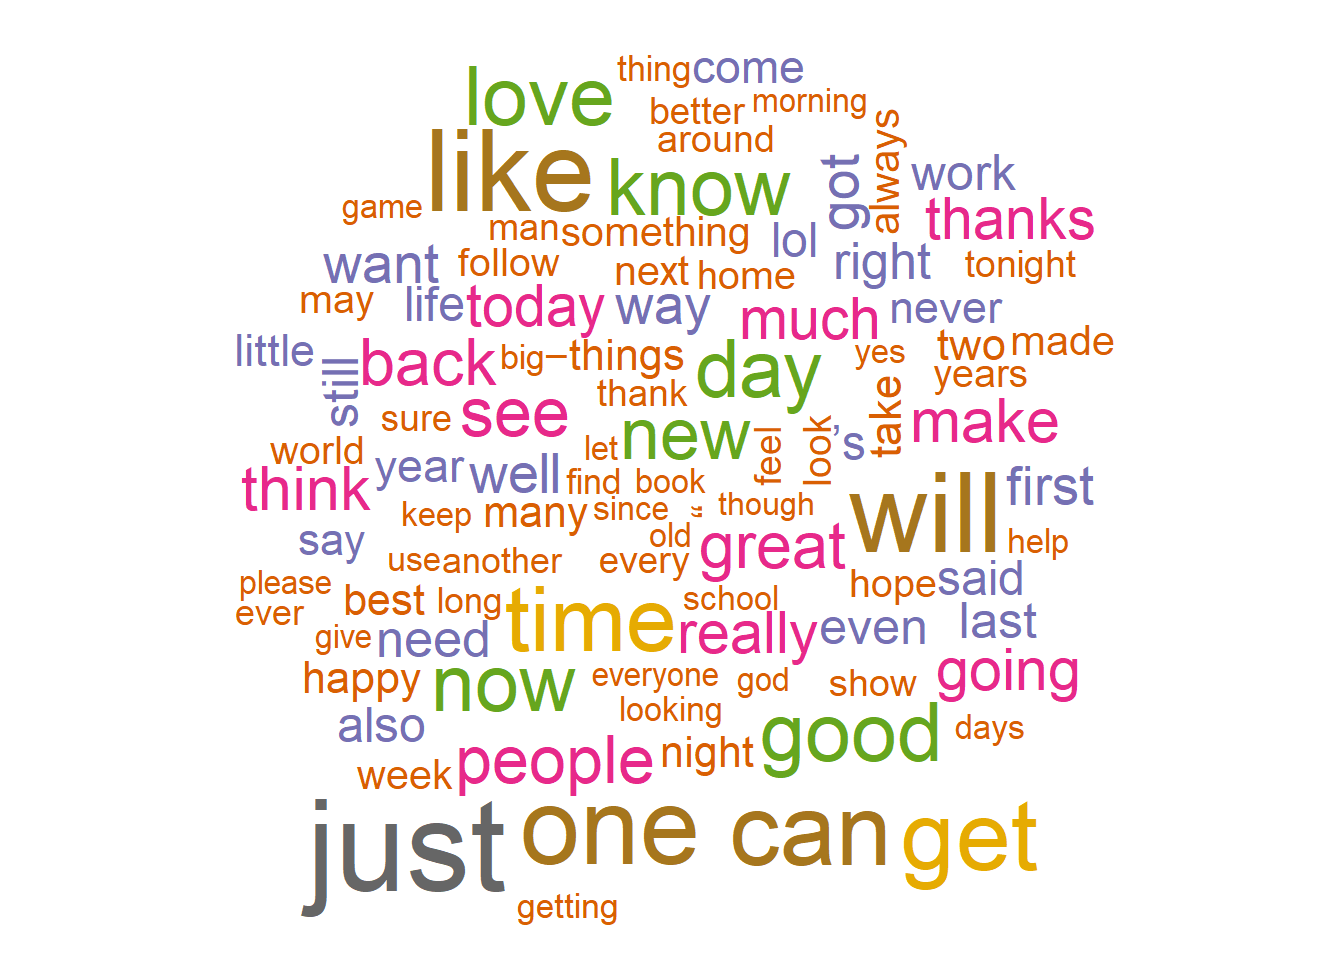 thing come
love better morning
like around always
know got work
game thanks
man something lol
want follow next home right tonight
may life today way much never
little still back big – things day yes two made
thank years
sure see new feel look ’s take make
world let
think year well find book will first
keep many since “ though
say old great help
use another every
please hope said
ever best long time school
give need really even last
happy now everyone god show going
also looking good days
week people night
just one can get
getting